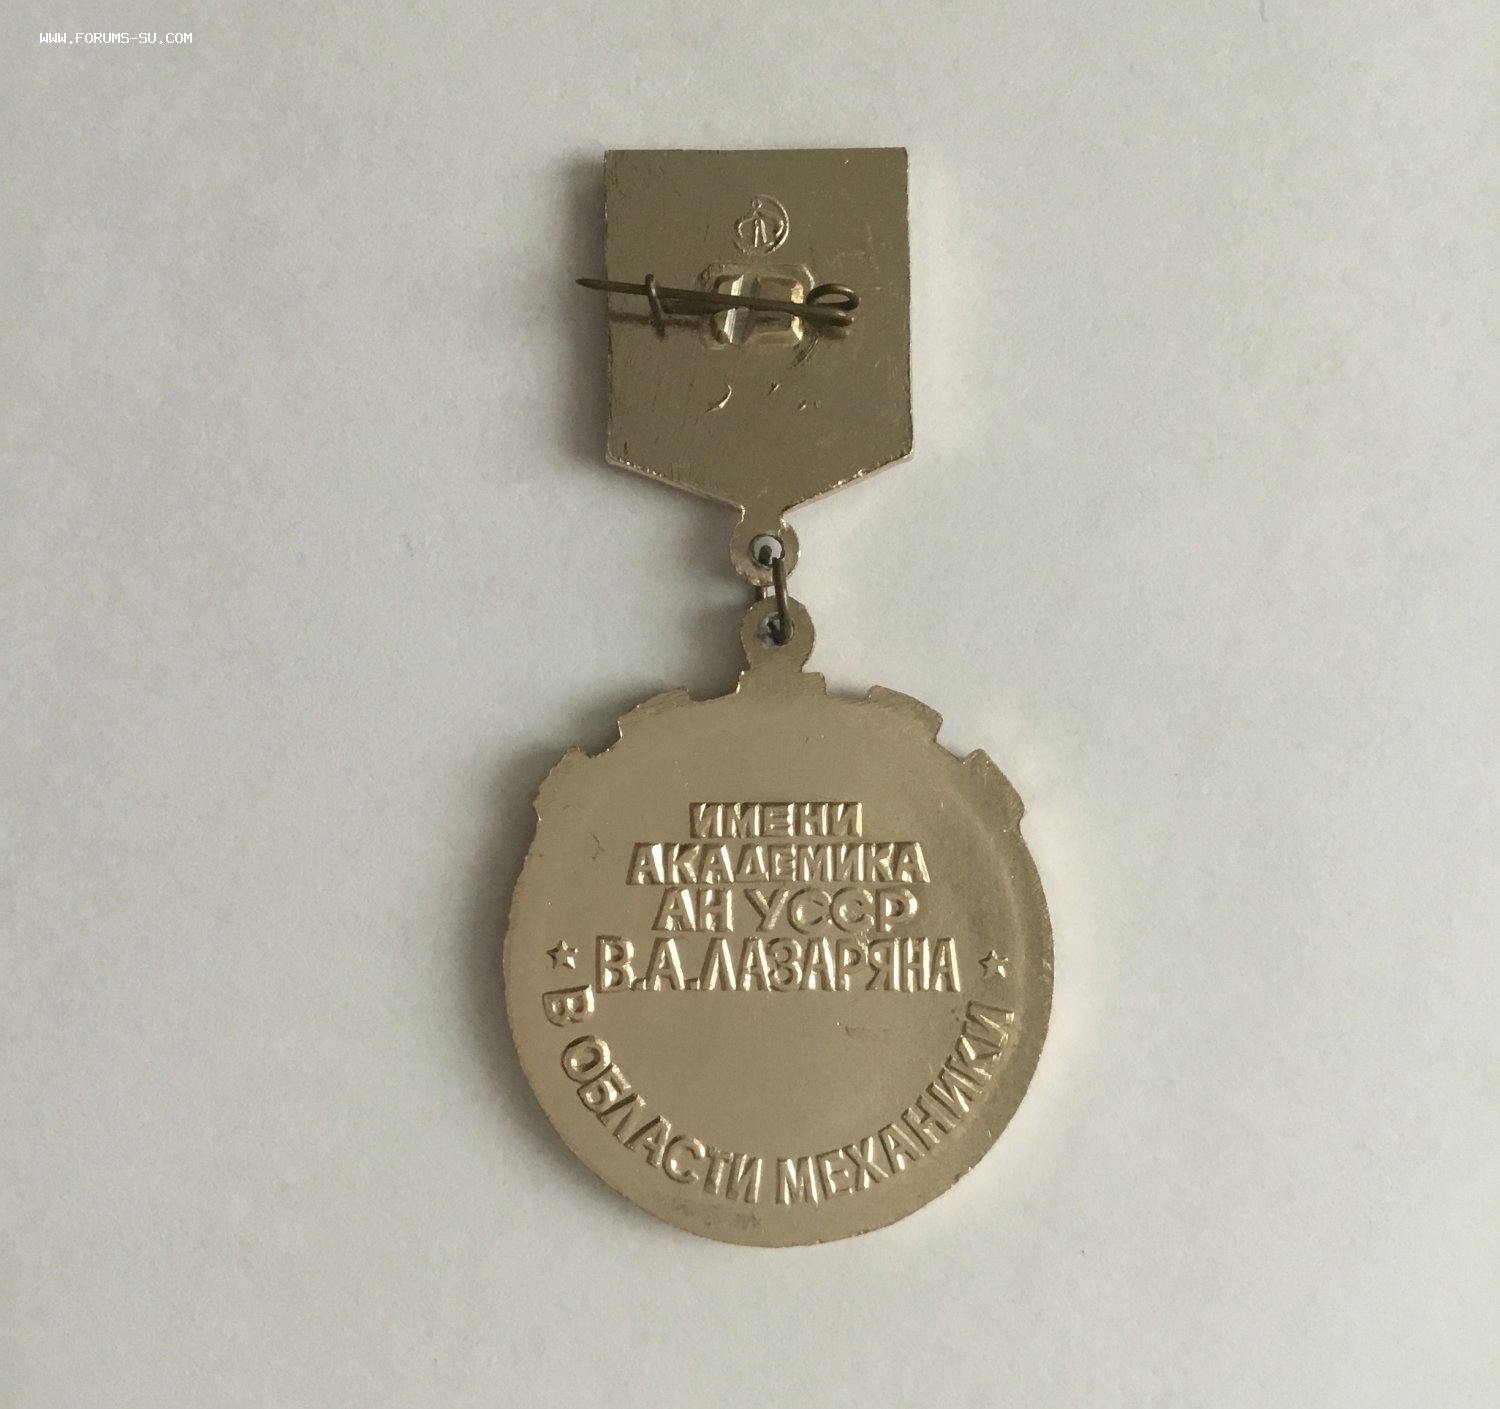 WWW.FORUMS-SU.COM
ИМЕНИ
АКАДЕМИКА
АН УССР
В.А.ЛАЗАРЯНА
В ОБЛАСТИ МЕХАНИКИ